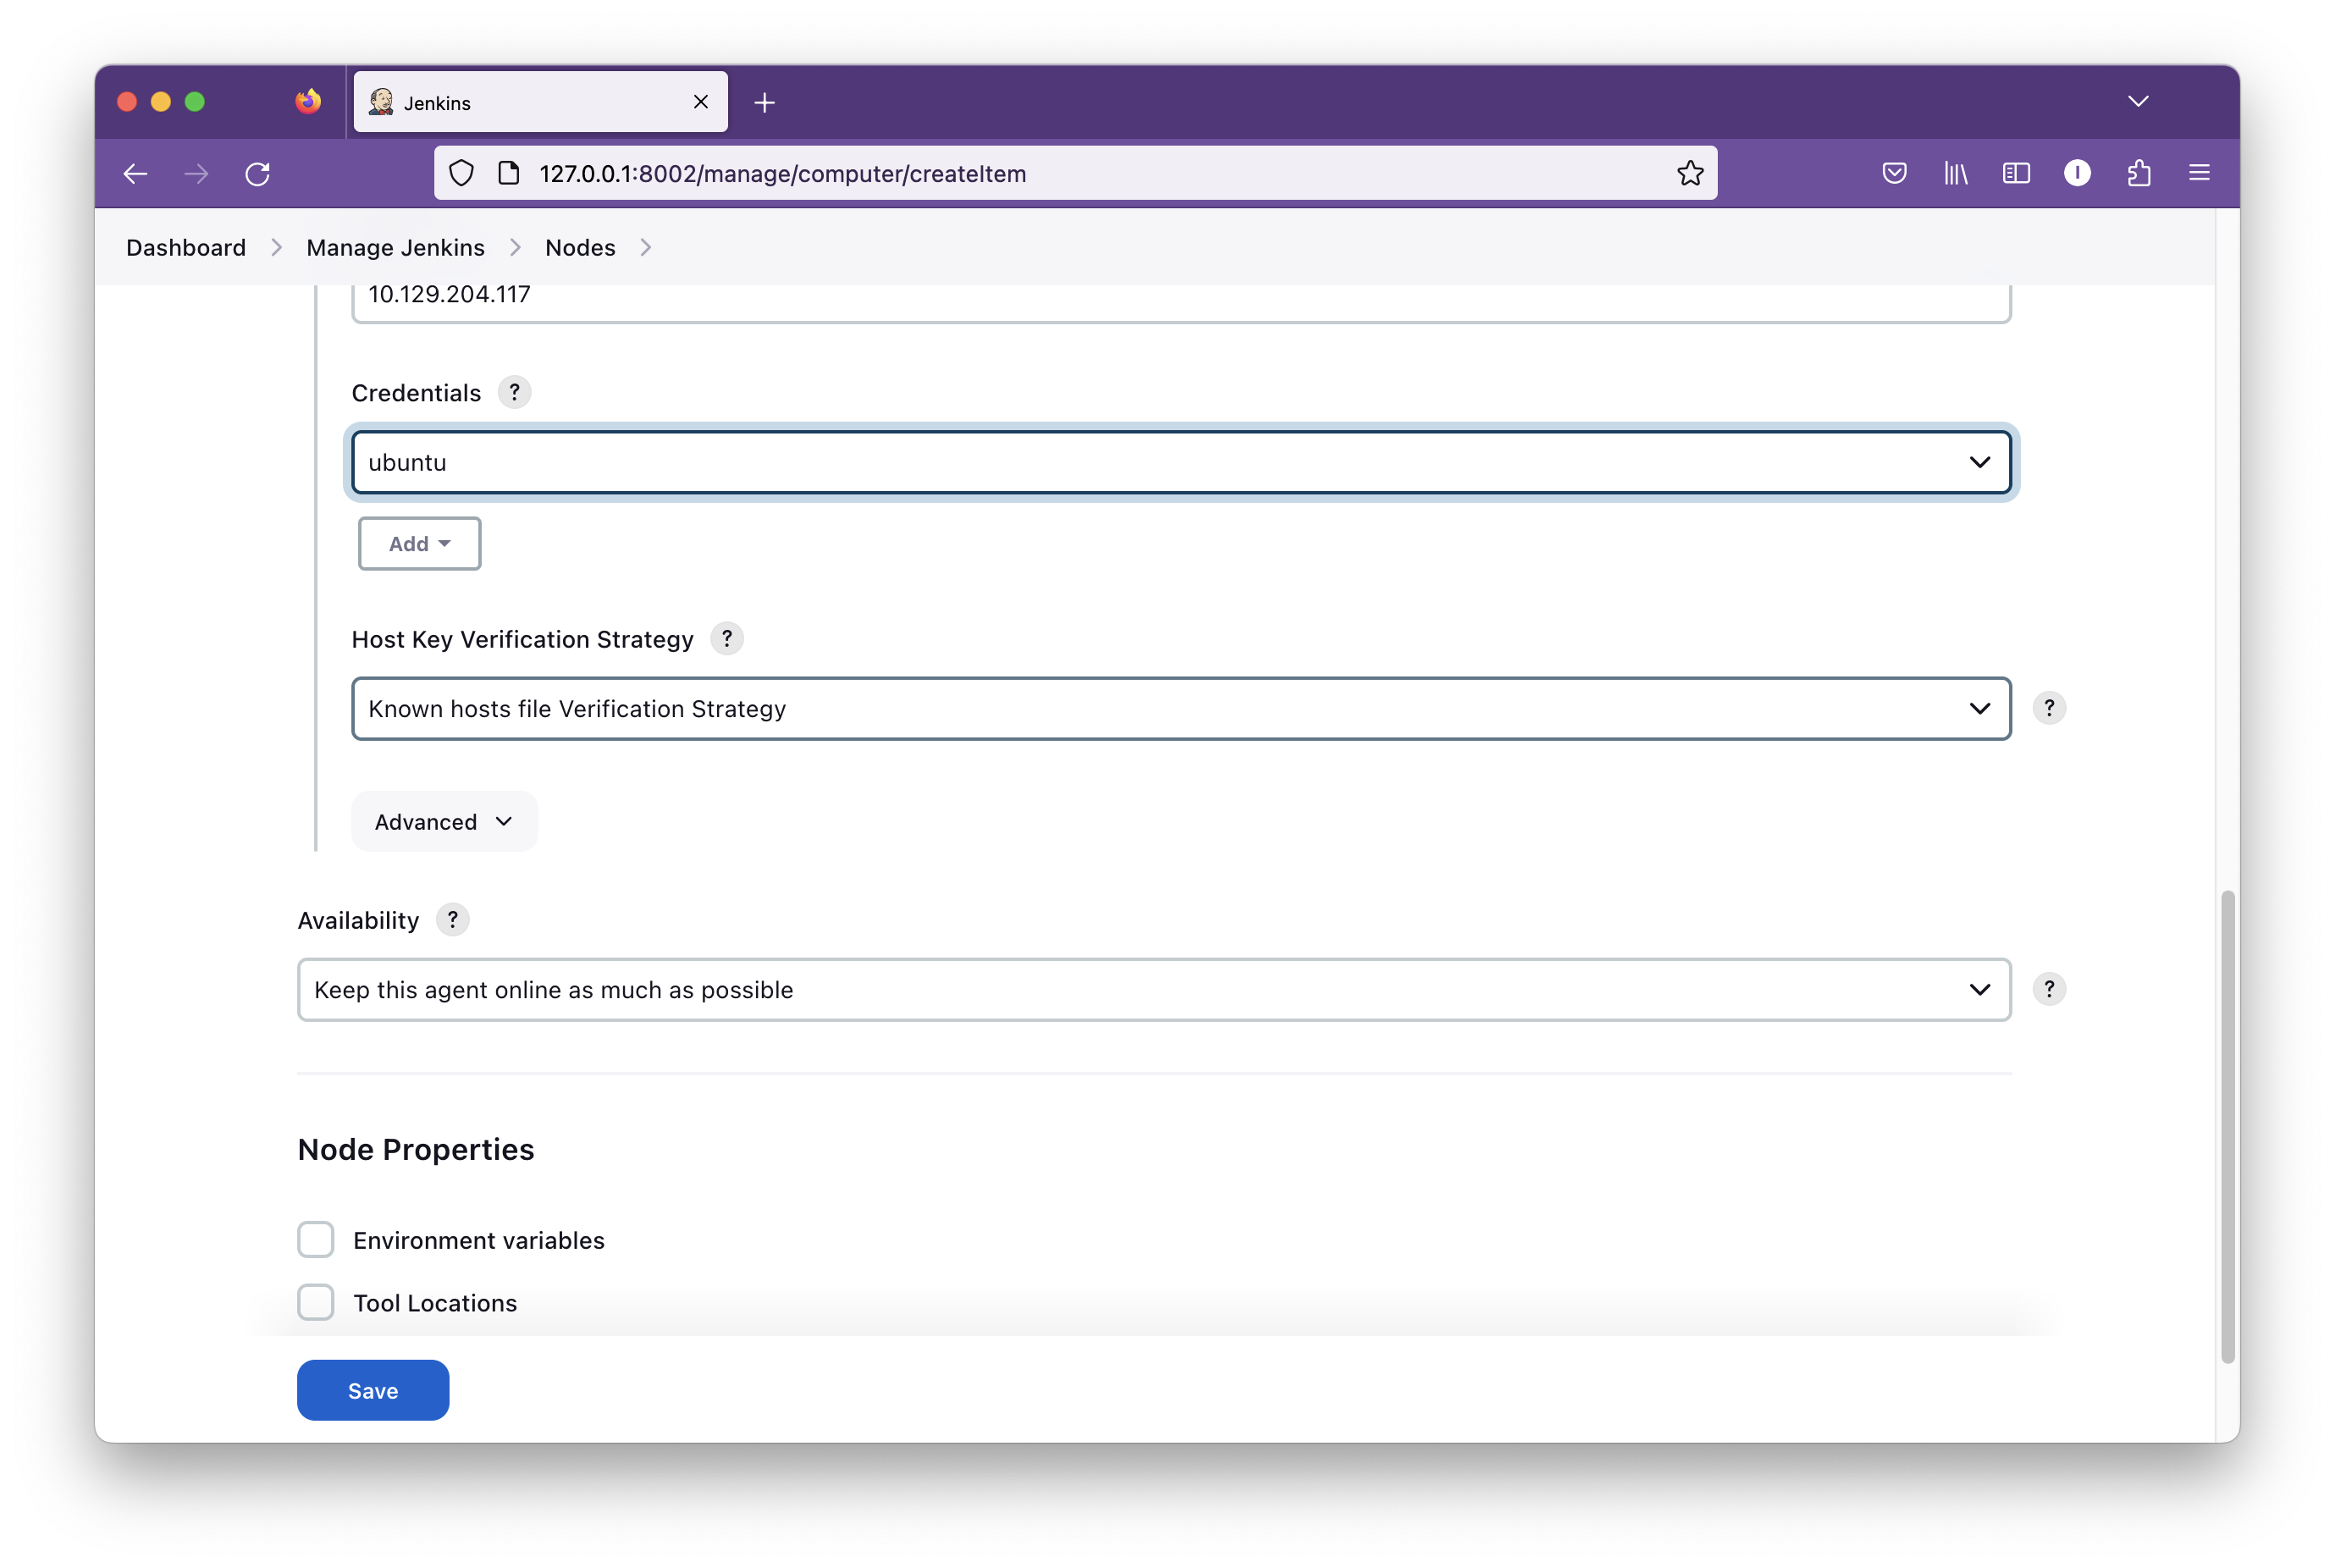 Jenkins
127.0.0.1:8002/manage/computer/createItem
Dashboard
Manage Jenkins
Nodes
10.129.204.117
Credentials ?
ubuntu
Add
Host Key Verification Strategy ?
Known hosts file Verification Strategy
?
Advanced
Availability ?
Keep this agent online as much as possible
?
Node Properties
Environment variables
Tool Locations
Save